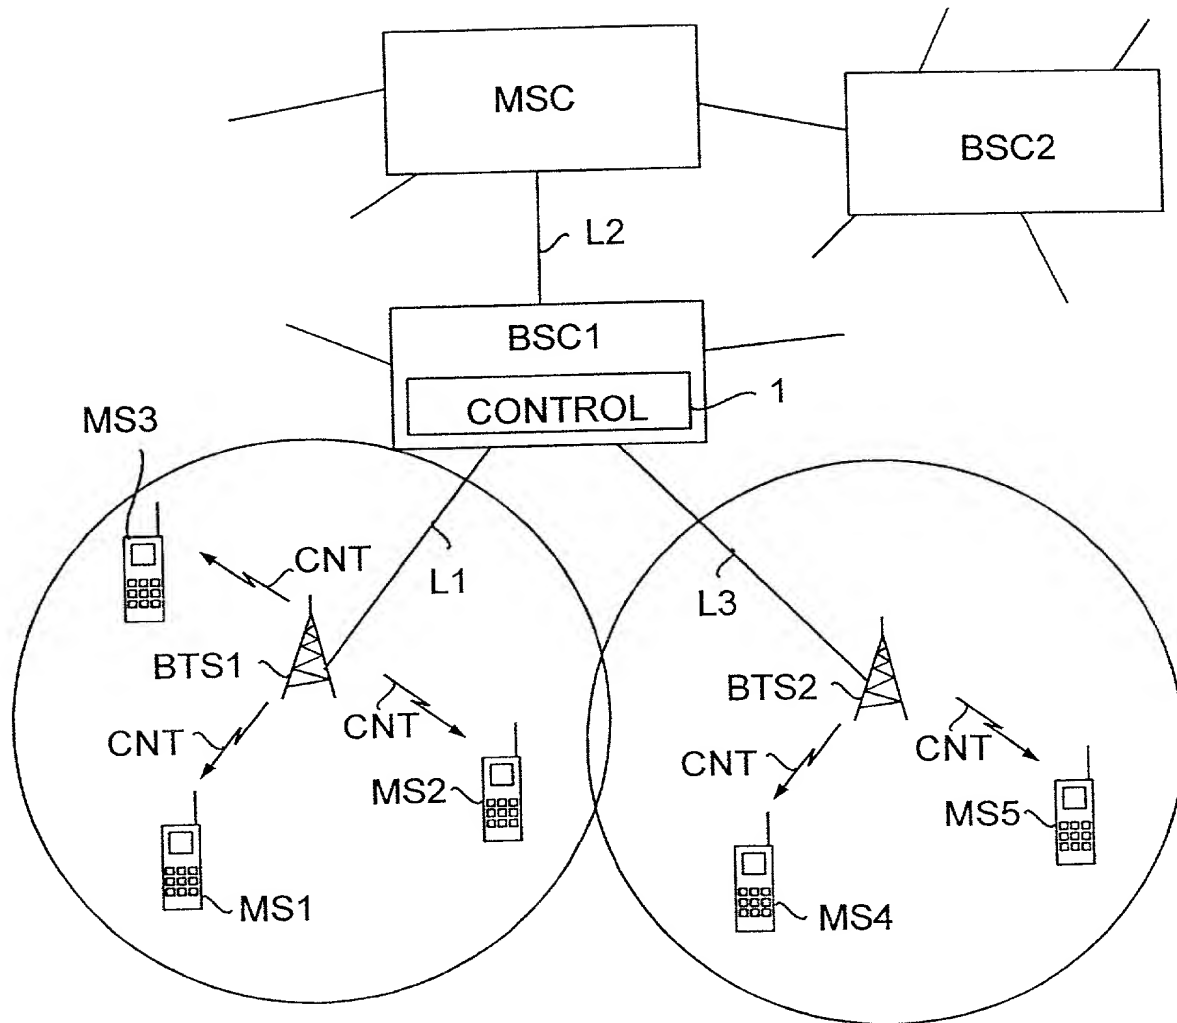 MSC
BSC2
L2
BSC1
CONTROL
1
MS3
CNT
L1
L3
BTS1
CNT
BTS2
CNT
CNT
CNT
MS2
MS5
MS1
MS4